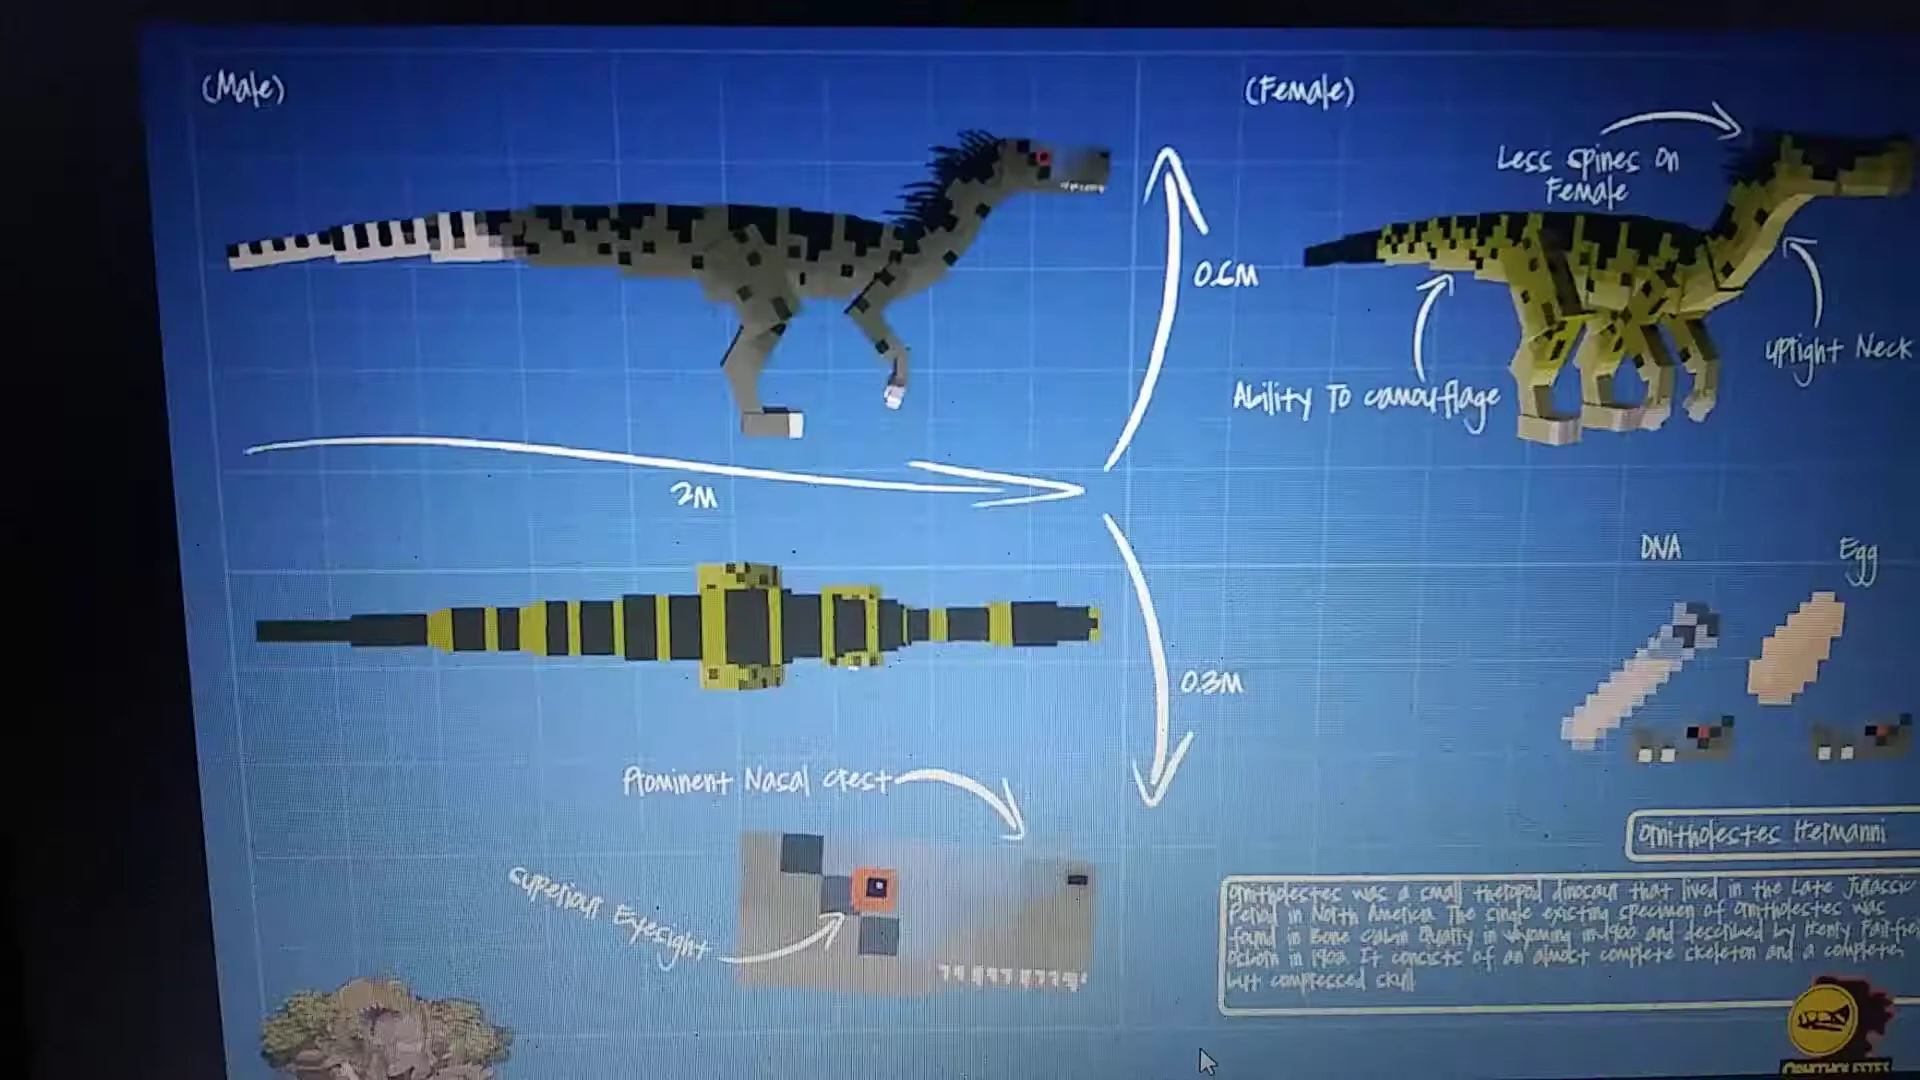 (Male)
(Female)
Less spines on
Female
0.6M
upright Neck
Ability To camouflage
2M
DNA
Egg
0.3M
Prominent Nasal crest
superiour Eyesight
ornitholestes Hermanni
ornitholestes was a small theropod dinosaur that lived in the Late Jurassic
Period in North America. The single existing specimen of ornitholestes was
found in Bone Cabin Quarry in Wyoming in 1900 and described by Henry Fairfie
Osborn in 1903. It consists of an almost complete skeleton and a complete
but compressed skull
ORNITHOLESTES